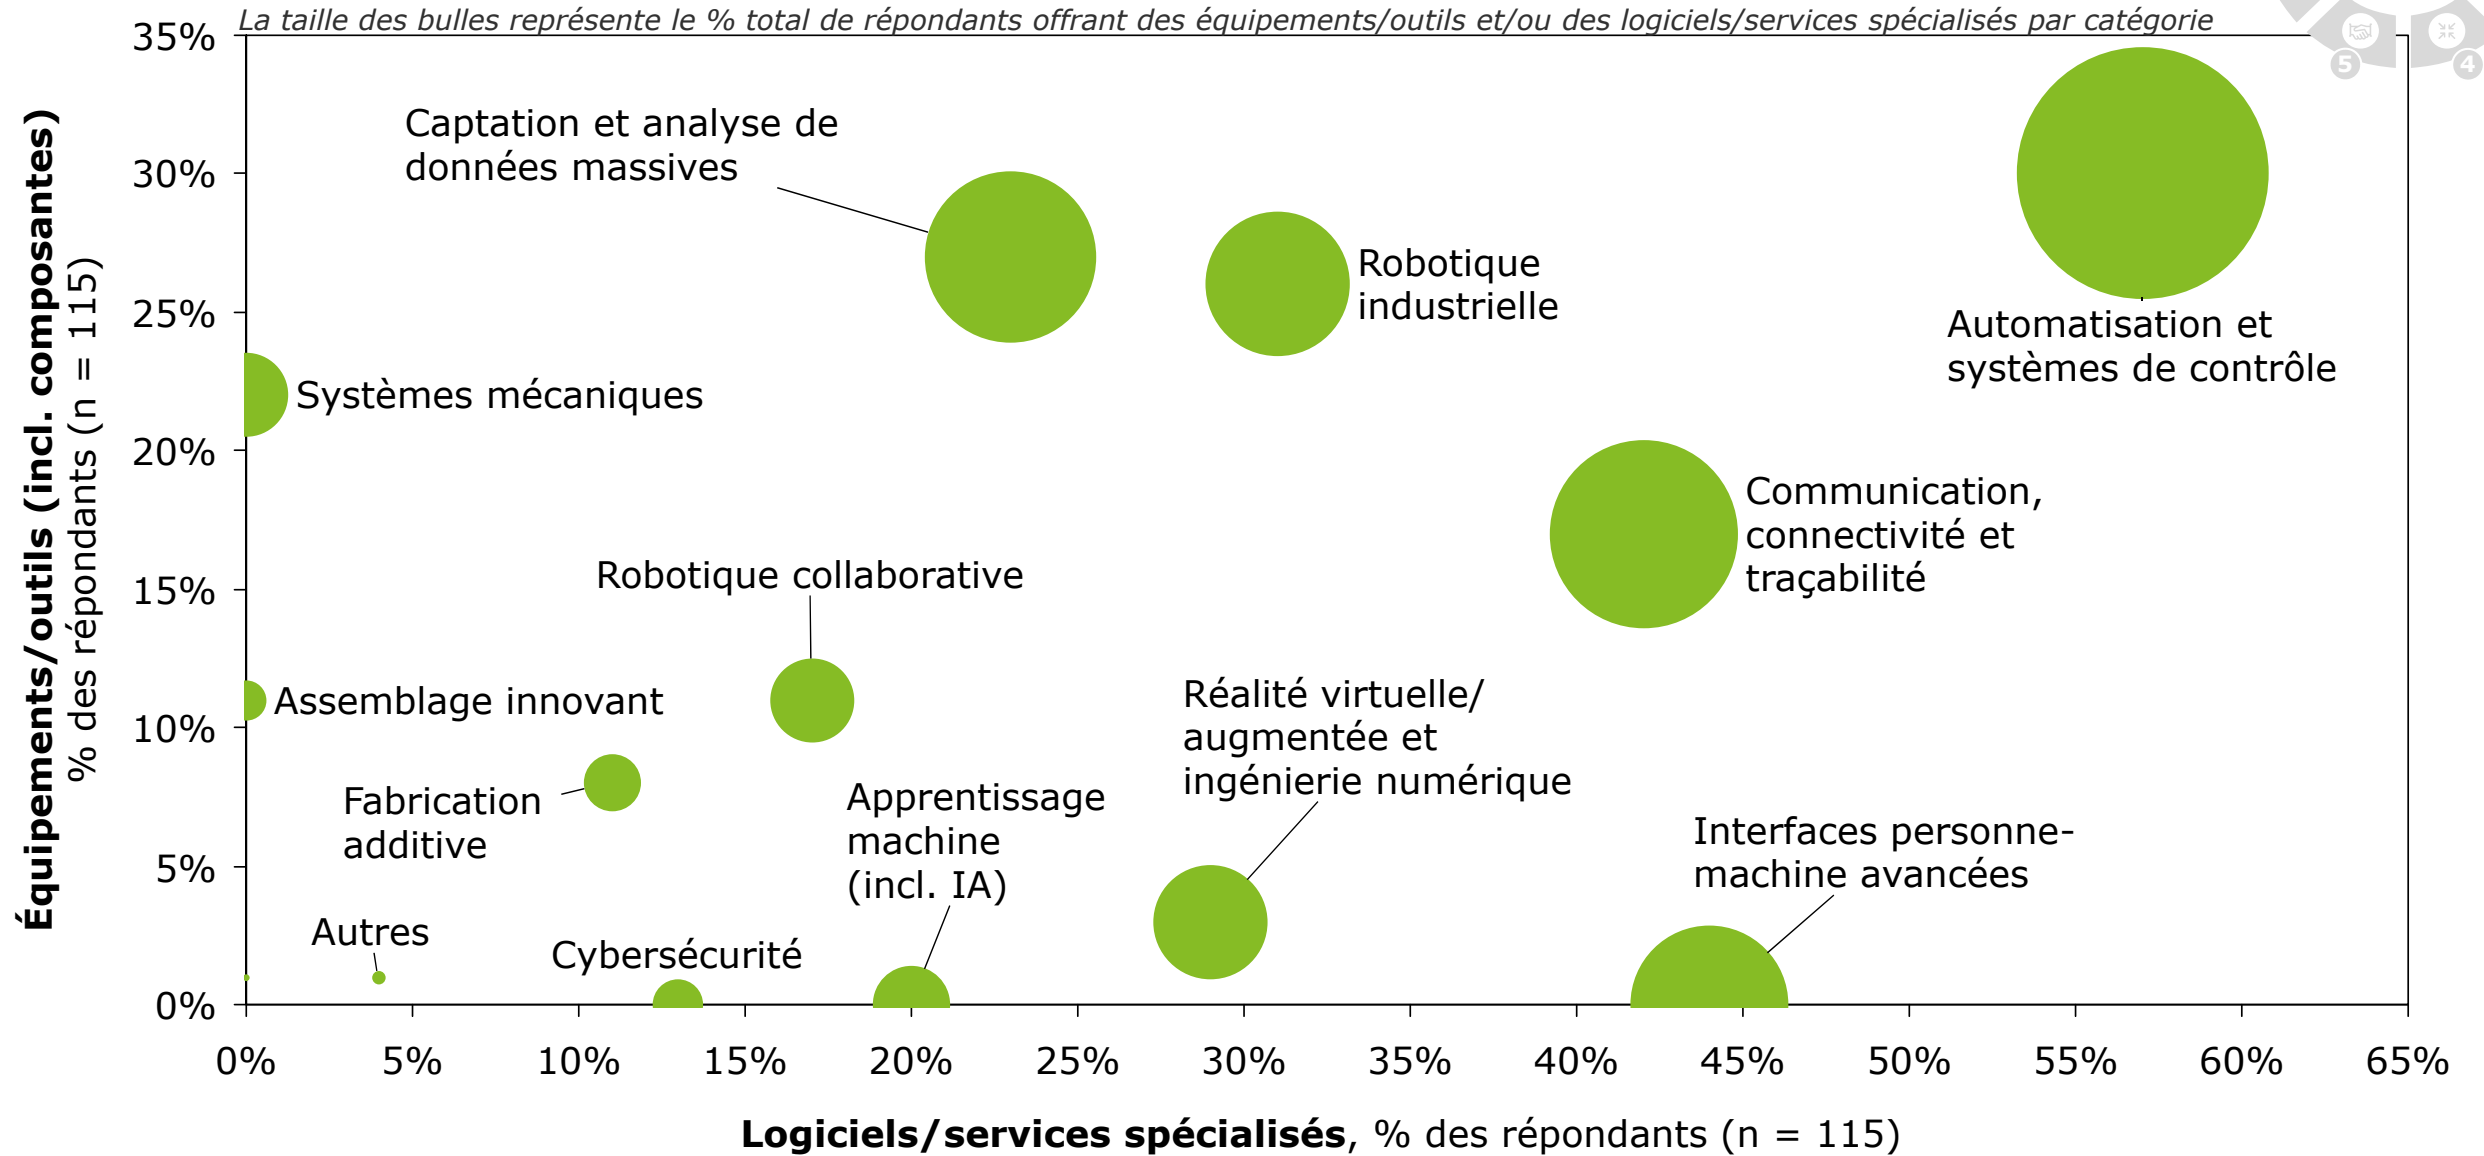 La taille des bulles représente le % total de répondants offrant des équipements/outils et/ou des logiciels/services spécialisés par catégorie
5
4
Équipements/outils (incl. composantes)
% des répondants (n = 115)
35%
30%
25%
20%
15%
10%
5%
0%
Captation et analyse de
données massives
Robotique
industrielle
Automatisation et
systèmes de contrôle
Systèmes mécaniques
Communication,
connectivité et
traçabilité
Robotique collaborative
Assemblage innovant
Réalité virtuelle/
augmentée et
ingénierie numérique
Fabrication
additive
Apprentissage
machine
(incl. IA)
Interfaces personne-
machine avancées
Autres
Cybersécurité
0%
5%
10%
15%
20%
25%
30%
35%
40%
45%
50%
55%
60%
65%
Logiciels/services spécialisés, % des répondants (n = 115)